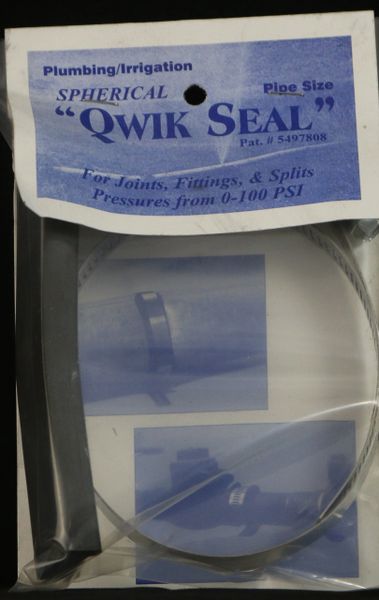 Plumbing/Irrigation
SPHERICAL Pipe Size
"QWIK SEAL"
Pat. # 5497808
For Joints, Fittings, & Splits
Pressures from 0-100 PSI